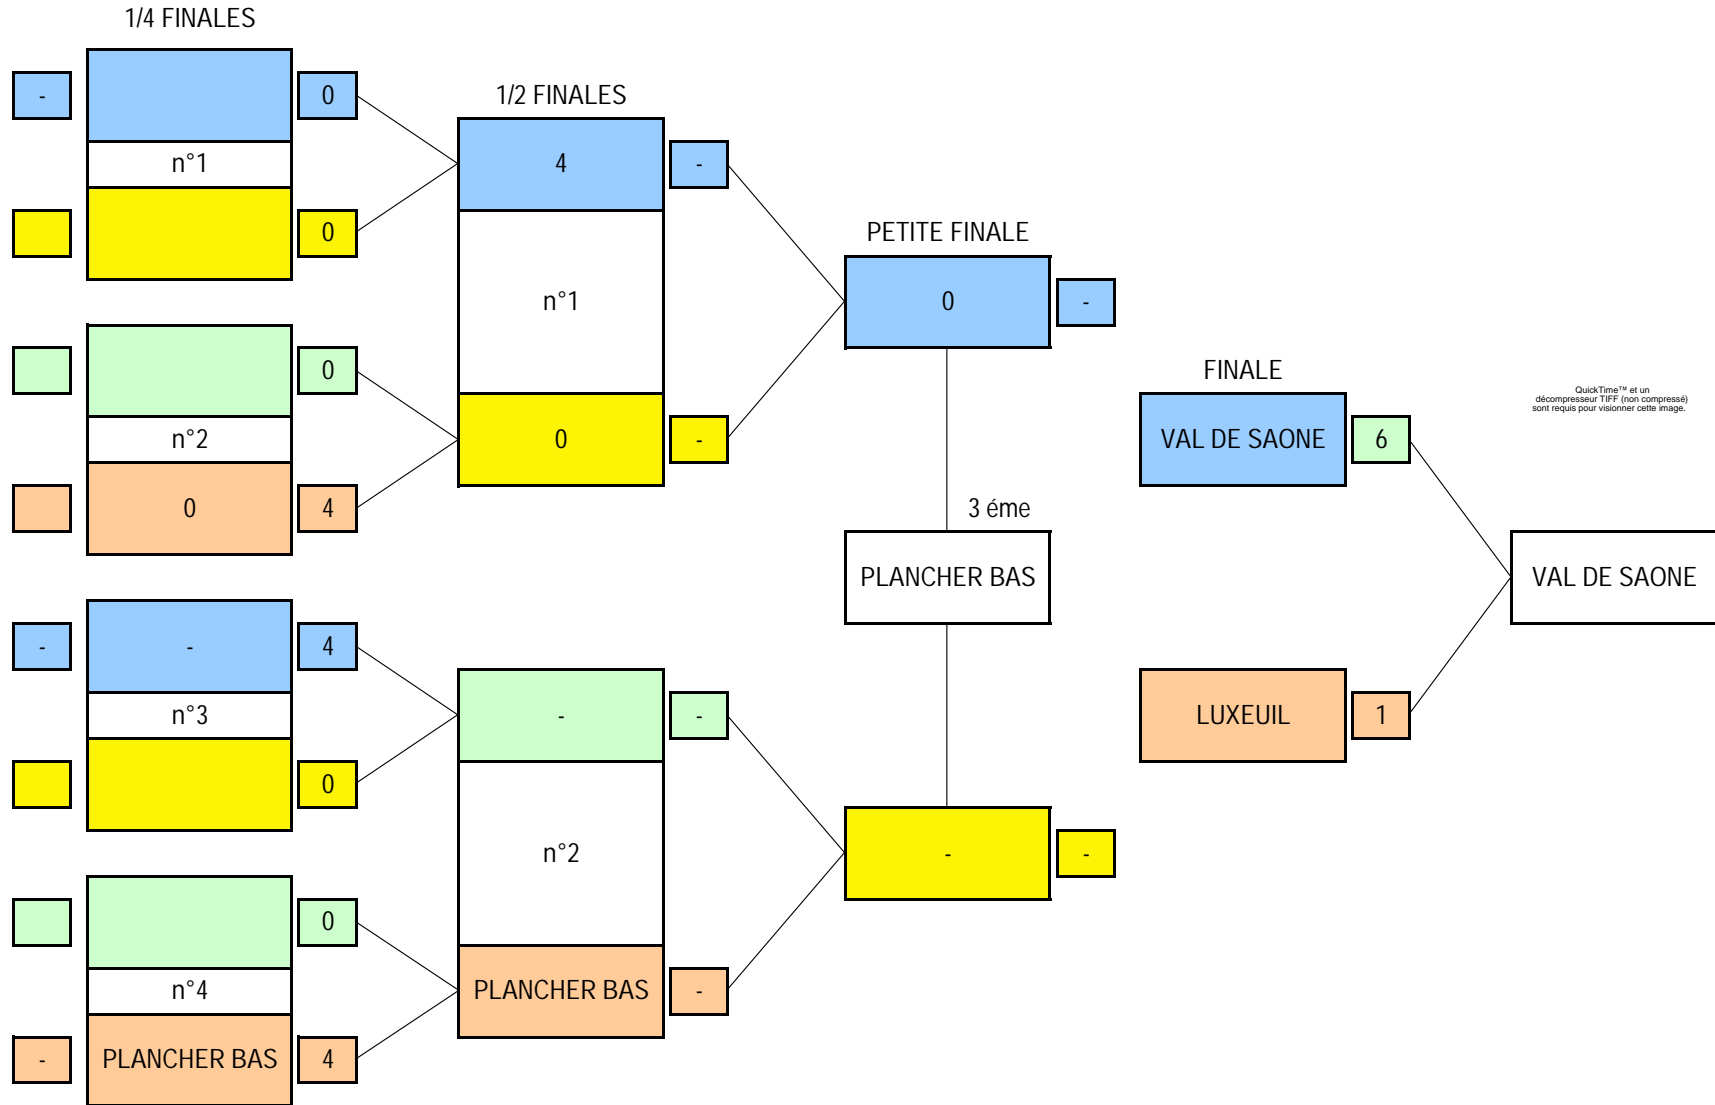 1/4 FINALES
- 0
1/2 FINALES
n°1 4 -
0
PETITE FINALE
n°1 0 -
0
FINALE
QuickTime™ et un
décompresseur TIFF (non compressé)
sont requis pour visionner cette image.
n°2 0 - VAL DE SAONE 6
0 4
3 éme
PLANCHER BAS VAL DE SAONE
- - 4
n°3 - - LUXEUIL 1
0
n°2 - -
0
n°4 PLANCHER BAS -
- PLANCHER BAS 4